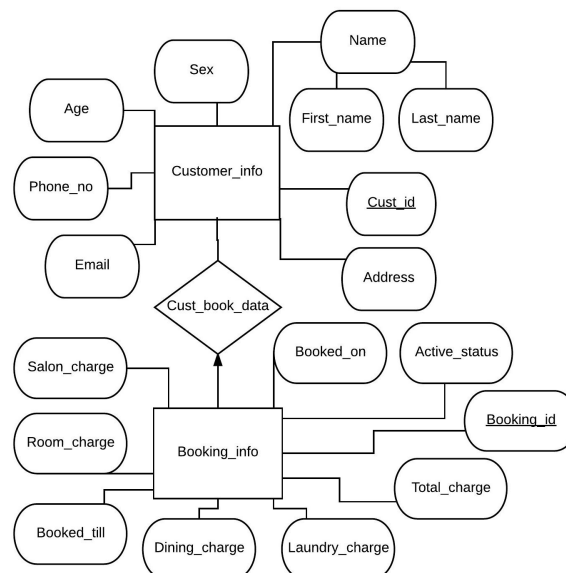 Name
Sex
Age
First_name
Last_name
Customer_info
Phone_no
Cust_id
Email
Address
Cust_book_data
Booked_on
Active_status
Salon_charge
Booking_id
Room_charge
Booking_info
Total_charge
Booked_till
Dining_charge
Laundry_charge